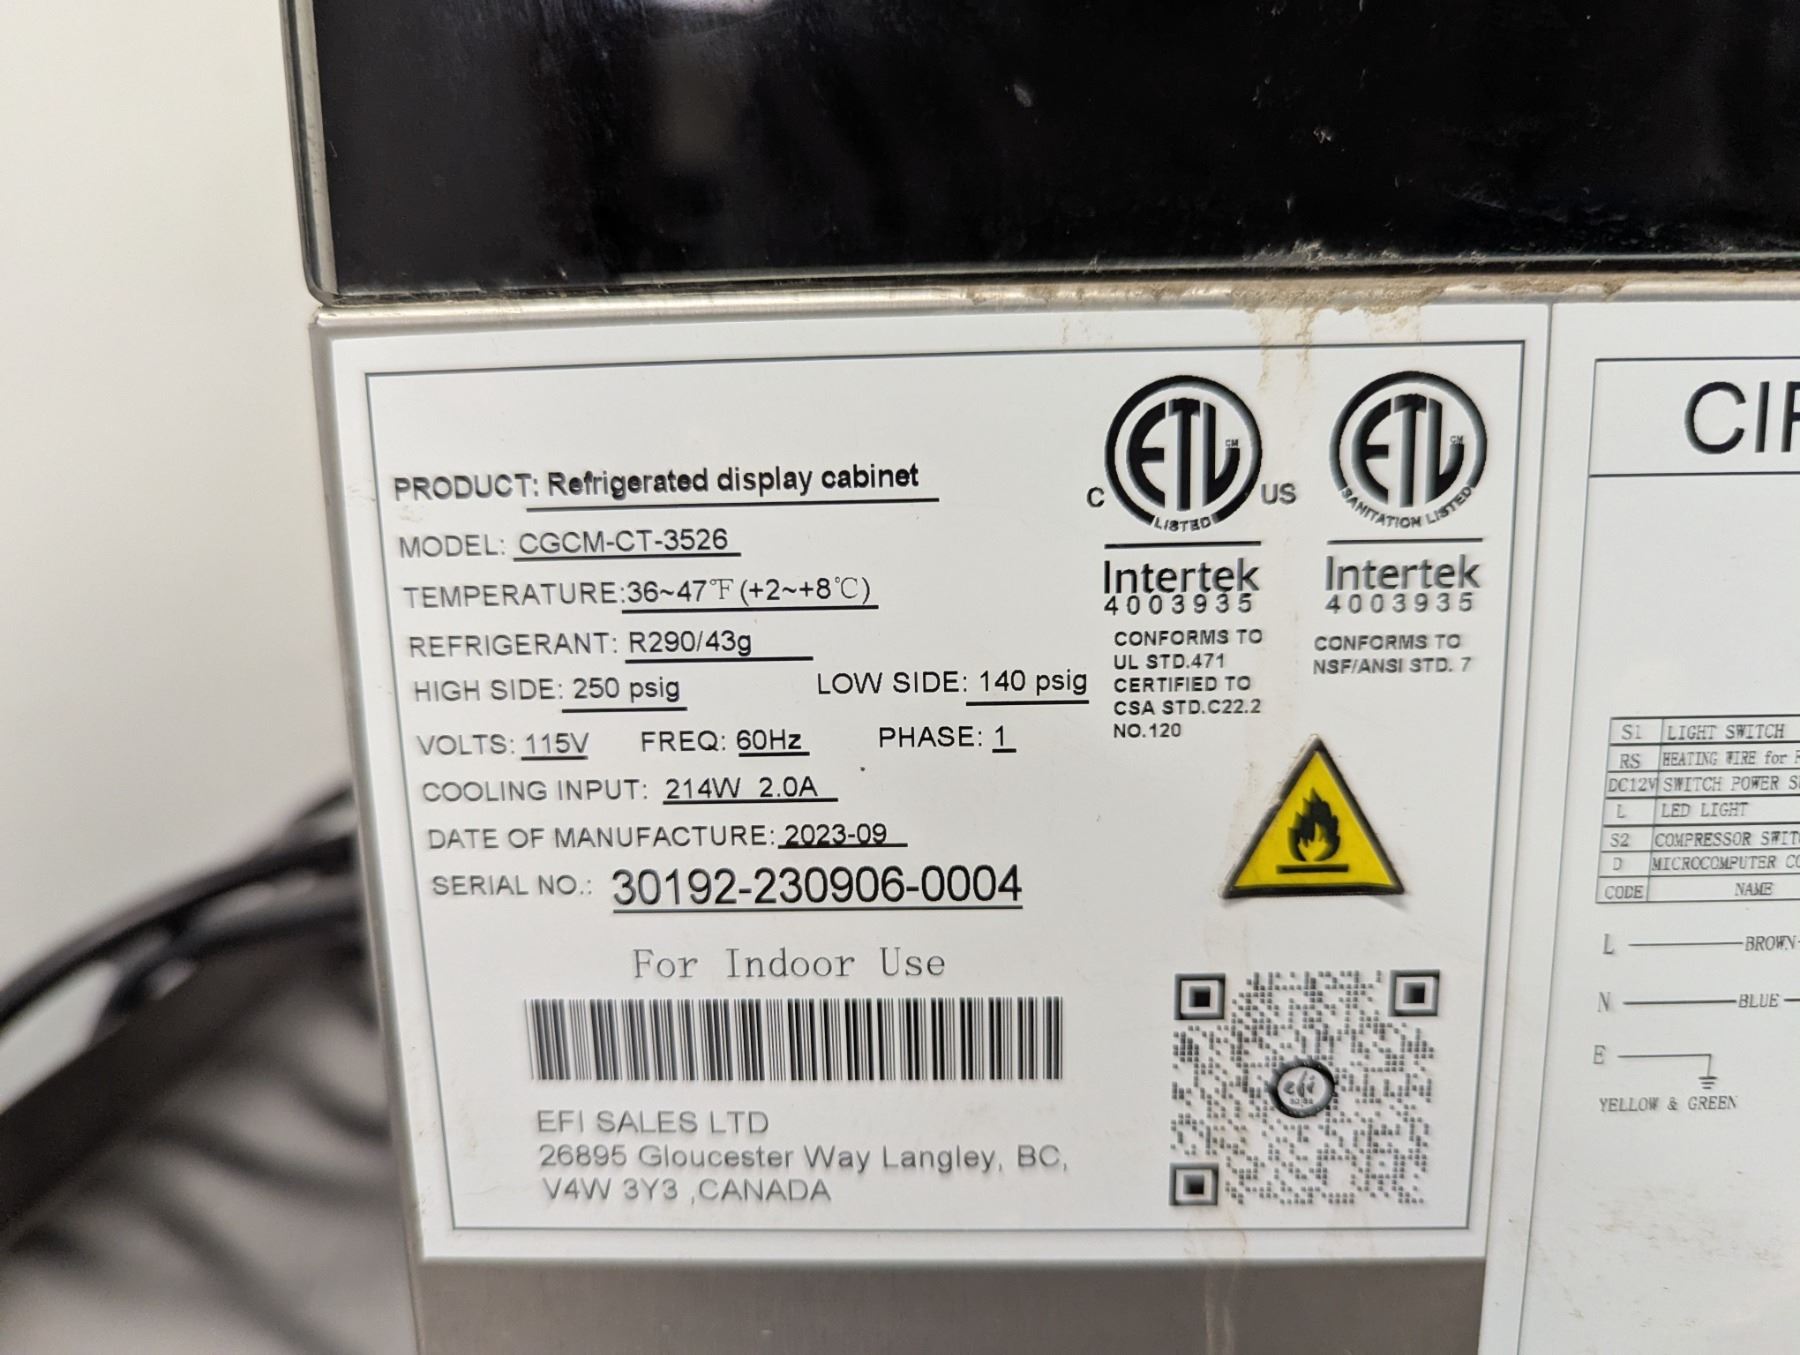 PRODUCT: Refrigerated display cabinet
MODEL: CGCM-CT-3526
TEMPERATURE:36~47℉(+2~+8℃)
REFRIGERANT: R290/43g
HIGH SIDE: 250 psig LOW SIDE: 140 psig
VOLTS: 115V FREQ: 60Hz PHASE: 1
COOLING INPUT: 214W 2.0A
DATE OF MANUFACTURE: 2023-09
SERIAL NO.: 30192-230906-0004
For Indoor Use
EFI SALES LTD
26895 Gloucester Way Langley, BC,
V4W 3Y3 ,CANADA
C ETL CM US
LISTED
Intertek
4003935
CONFORMS TO
UL STD.471
CERTIFIED TO
CSA STD.C22.2
NO.120
ETL CM
SANITATION LISTED
Intertek
4003935
CONFORMS TO
NSF/ANSI STD. 7
efi
S1 LIGHT SWITCH
RS HEATING WIRE for
DC12V SWITCH POWER
L LED LIGHT
S2 COMPRESSOR
D MICROCOMPUTER
CODE NAME
L BROWN
N BLUE
E
YELLOW & GREEN